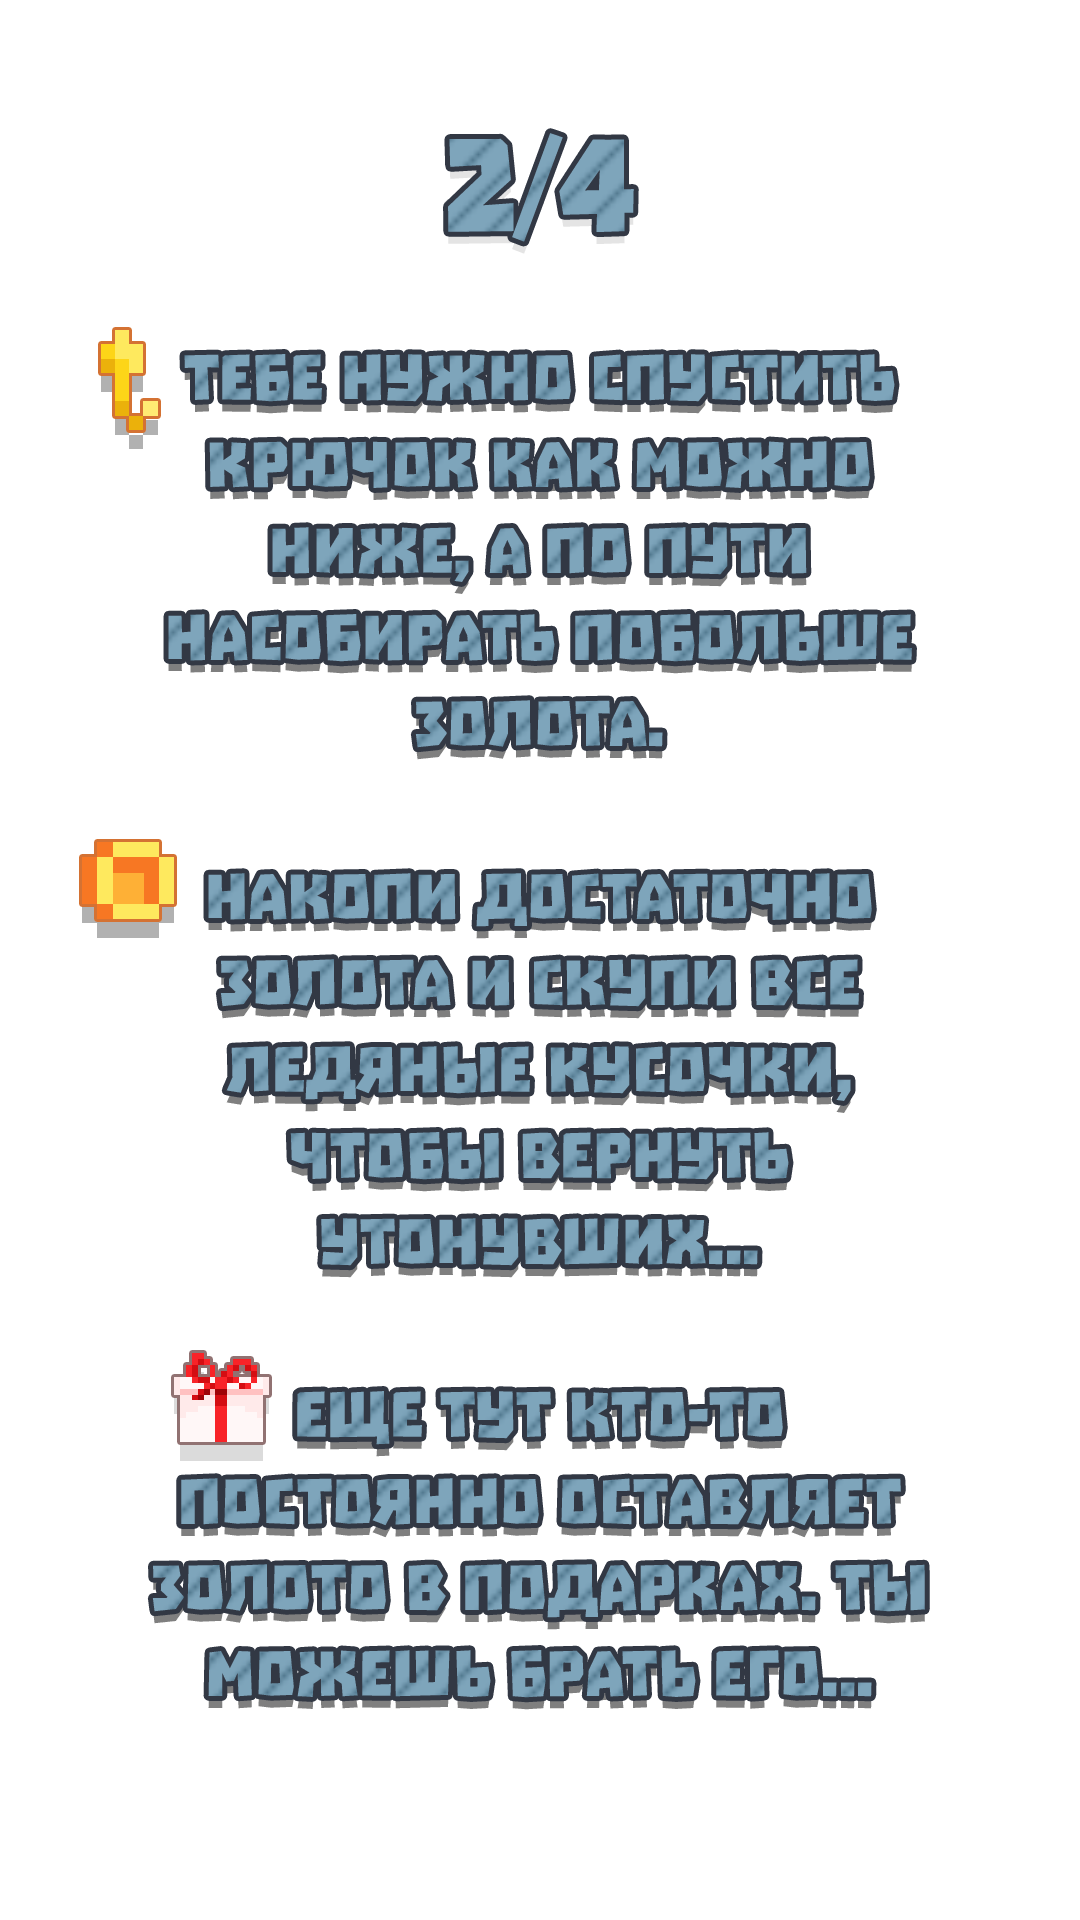 2/4
ТЕБЕ НУЖНО СПУСТИТЬ
КРЮЧОК КАК МОЖНО
НИЖЕ, А ПО ПУТИ
НАСОБИРАТЬ ПОБОЛЬШЕ
ЗОЛОТА.
НАКОПИ ДОСТАТОЧНО
ЗОЛОТА И СКУПИ ВСЕ
ЛЕДЯНЫЕ КУСОЧКИ,
ЧТОБЫ ВЕРНУТЬ
УТОНУВШИХ...
ЕЩЕ ТУТ КТО-ТО
ПОСТОЯННО ОСТАВЛЯЕТ
ЗОЛОТО В ПОДАРКАХ. ТЫ
МОЖЕШЬ БРАТЬ ЕГО...